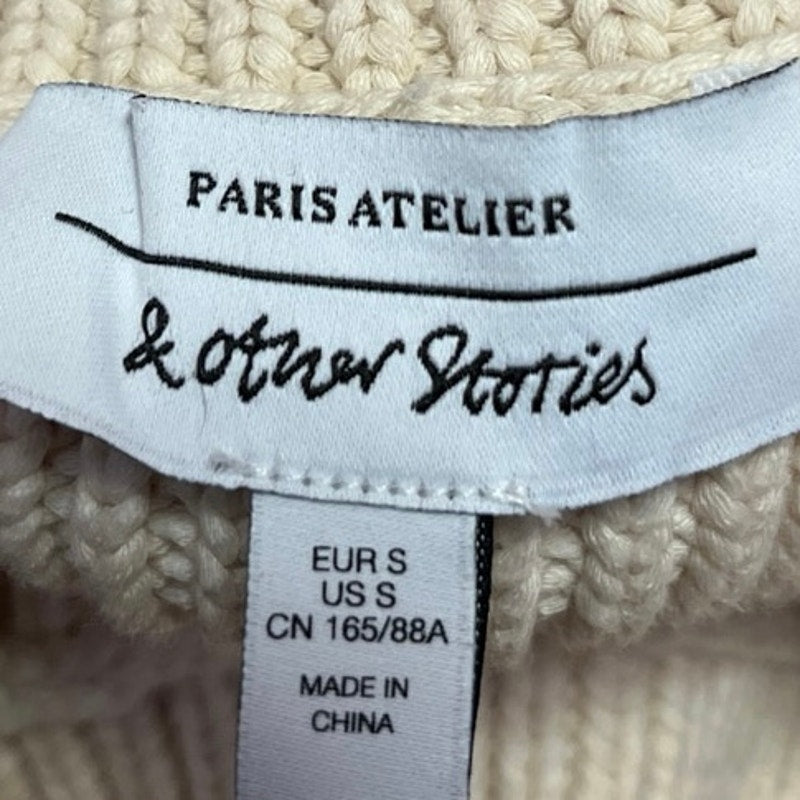 PARIS ATELIER
& other Stories
EUR S
US S
CN 165/88A
MADE IN
CHINA